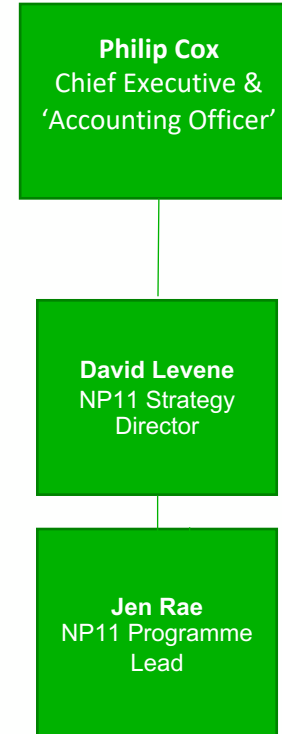 Philip Cox
Chief Executive &
‘Accounting Officer’
David Levene
NP11 Strategy
Director
Jen Rae
NP11 Programme
Lead